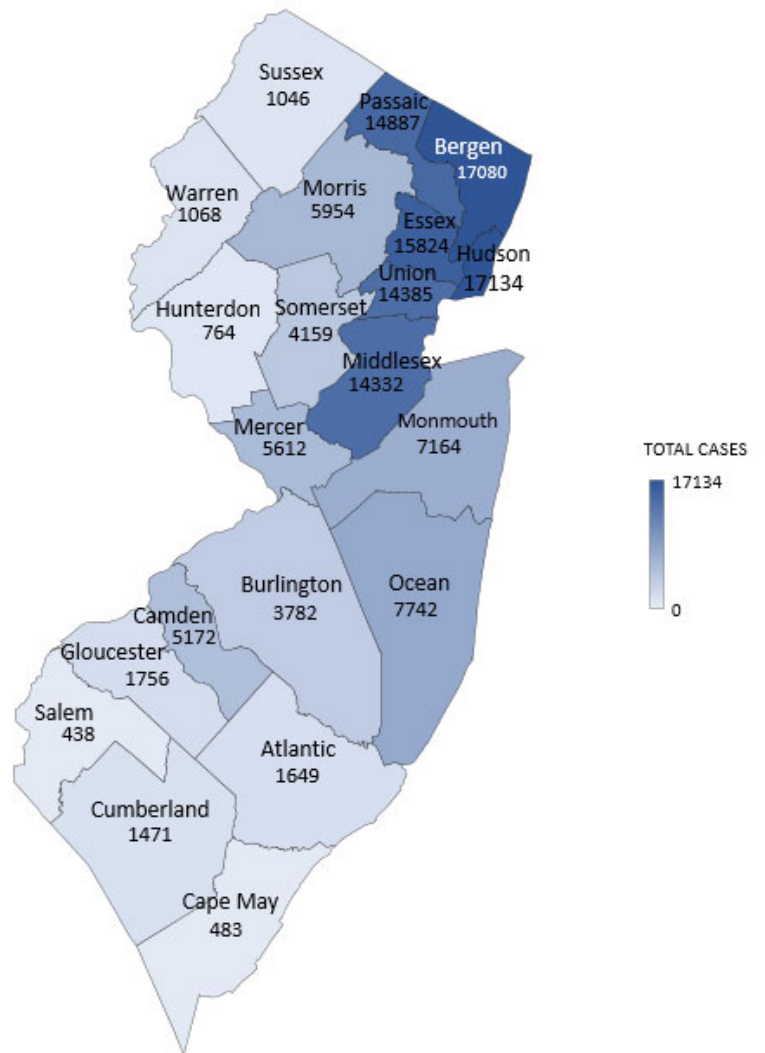 Sussex
1046
Passaic
14887
Bergen
17080
Warren
1068
Morris
5954
Essex
15824
Hudson
17134
Union
14385
Hunterdon
764
Somerset
4159
Middlesex
14332
Mercer
5612
Monmouth
7164
TOTAL CASES
17134
0
Burlington
3782
Ocean
7742
Camden
5172
Gloucester
1756
Salem
438
Atlantic
1649
Cumberland
1471
Cape May
483